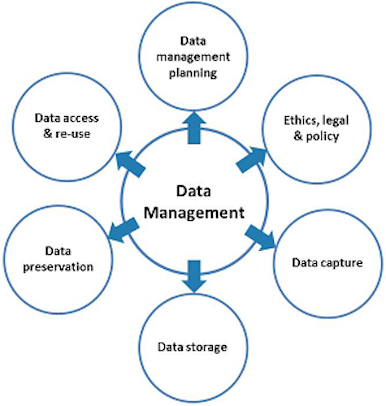 Data
management
planning
Ethics, legal
& policy
Data capture
Data storage
Data
preservation
Data access
& re-use
Data
Management